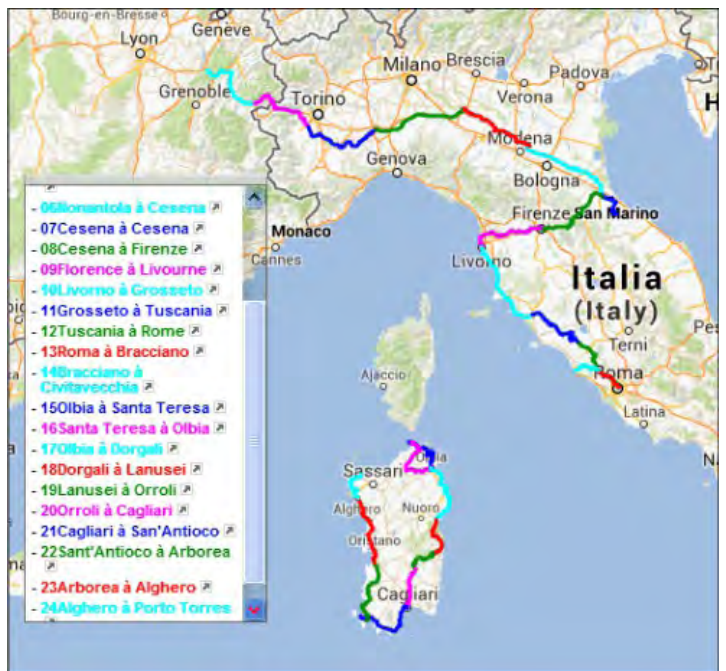 Bourg-en-Bresse
Genève
Lyon
Milano
Brescia
Padova
Grenoble
Torino
Verona
Modena
Genova
Bologna
- 06Nonantola à Cesena
- 07Cesena à Cesena
- 08Cesena à Firenze
- 09Florence à Livourne
- 10Livorno à Grosseto
- 11Grosseto à Tuscania
- 12Tuscania à Rome
- 13Roma à Bracciano
- 14Bracciano à
Civitavecchia
- 15Olbia à Santa Teresa
- 16Santa Teresa à Olbia
- 17Olbia à Dorgali
- 18Dorgali à Lanusei
- 19Lanusei à Orroli
- 20Orroli à Cagliari
- 21Cagliari à San'Antioco
- 22Sant'Antioco à Arborea
- 23Arborea à Alghero
- 24Alghero à Porto Torres
Monaco
Cannes
Firenze
San Marino
Livorno
Italia
(Italy)
Terni
Pes
Ajaccio
Roma
Latina
Na
Olbia
Sassari
Alghero
Nuoro
Oristano
Cagliari